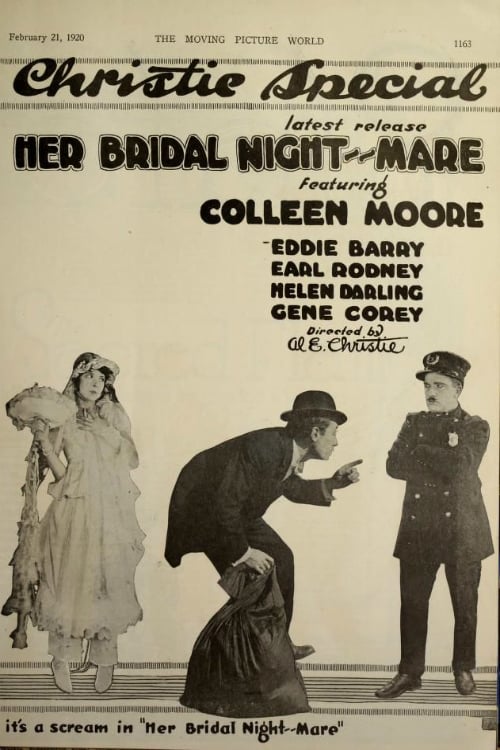 February 21, 1920 THE MOVING PICTURE WORLD 1163
Christie Special
latest release
HER BRIDAL NIGHT--MARE
Featuring
COLLEEN MOORE
-EDDIE BARRY
EARL RODNEY
HELEN DARLING
GENE COREY
Directed by
Al E. Christie
it's a scream in "Her Bridal Night--Mare"